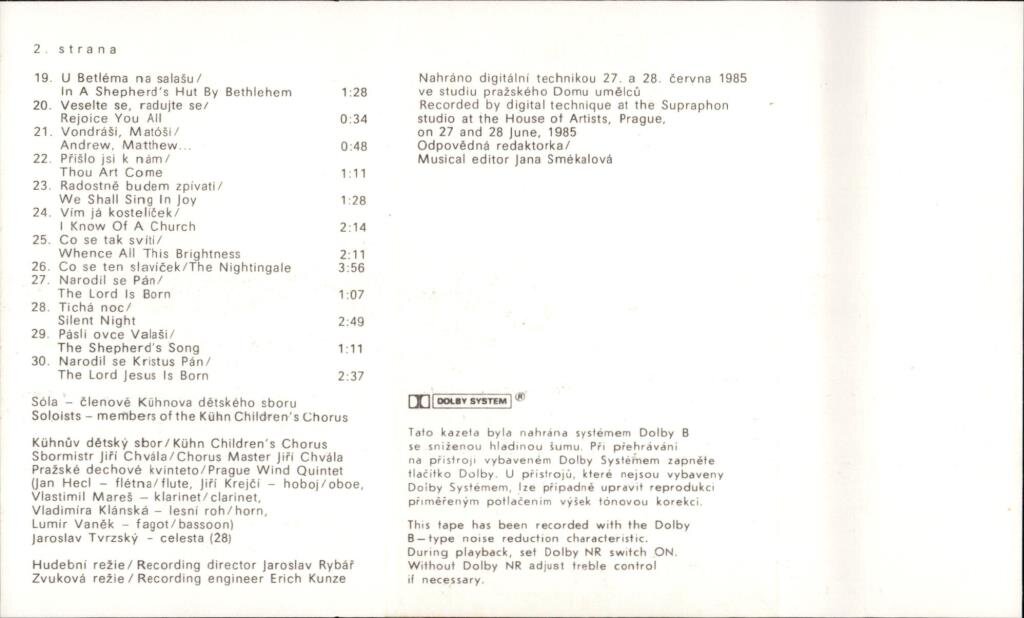 2. strana
19. U Betléma na salašu/
In A Shepherd's Hut By Bethlehem 1:28
20. Veselte se, radujte se/
Rejoice You All 0:34
21. Vondráši, Matóši/
Andrew, Matthew... 0:48
22. Přišlo jsi k nám/
Thou Art Come 1:11
23. Radostně budem zpívati/
We Shall Sing In Joy 1:28
24. Vím já kostelíček/
I Know Of A Church 2:14
25. Co se tak svítí/
Whence All This Brightness 2:11
26. Co se ten slavíček/The Nightingale 3:56
27. Narodil se Pán/
The Lord Is Born 1:07
28. Tichá noc/
Silent Night 2:49
29. Pásli ovce Valaši/
The Shepherd's Song 1:11
30. Narodil se Kristus Pán/
The Lord Jesus Is Born 2:37
Sóla – členové Kühnova dětského sboru
Soloists – members of the Kühn Children's Chorus
Kühnův dětský sbor/Kühn Children's Chorus
Sbormistr Jiří Chvála/Chorus Master Jiří Chvála
Pražské dechové kvinteto/Prague Wind Quintet
(Jan Hecl – flétna/flute, Jiří Krejčí – hoboj/oboe,
Vlastimil Mareš – klarinet/clarinet,
Vladimíra Klánská – lesní roh/horn,
Lumír Vaněk – fagot/bassoon)
Jaroslav Tvrzský – celesta (28)
Hudební režie/Recording director Jaroslav Rybář
Zvuková režie/Recording engineer Erich Kunze
Nahráno digitální technikou 27. a 28. června 1985
ve studiu pražského Domu umělců
Recorded by digital technique at the Supraphon
studio at the House of Artists, Prague,
on 27 and 28 June, 1985
Odpovědná redaktorka/
Musical editor Jana Smékalová
DOLBY SYSTEM ®
Tato kazeta byla nahrána systémem Dolby B
se sníženou hladinou šumu. Při přehrávání
na přístroji vybaveném Dolby Systémem zapněte
tlačítko Dolby. U přístrojů, které nejsou vybaveny
Dolby Systémem, lze případně upravit reprodukci
přiměřeným potlačením výšek tónovou korekcí.
This tape has been recorded with the Dolby
B–type noise reduction characteristic.
During playback, set Dolby NR switch ON.
Without Dolby NR adjust treble control
if necessary.